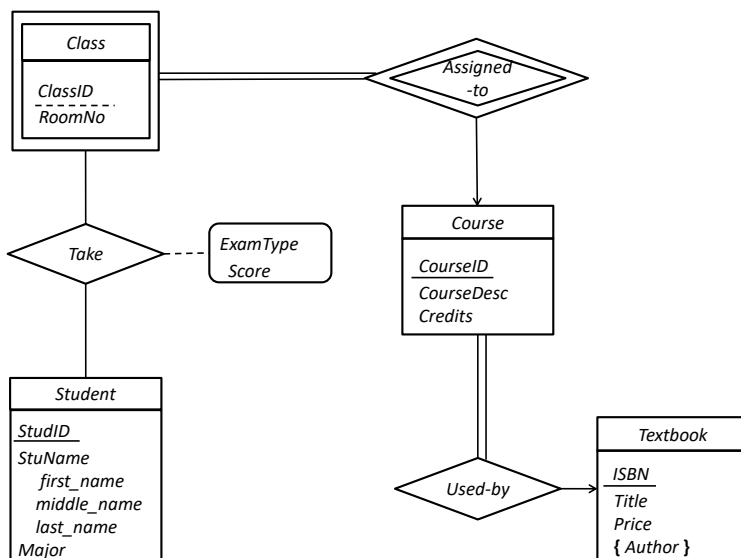 Class
ClassID
RoomNo
Assigned
-to
Take
ExamType
Score
Course
CourseID
CourseDesc
Credits
Student
StudID
StuName
first_name
middle_name
last_name
Major
Used-by
Textbook
ISBN
Title
Price
{ Author }